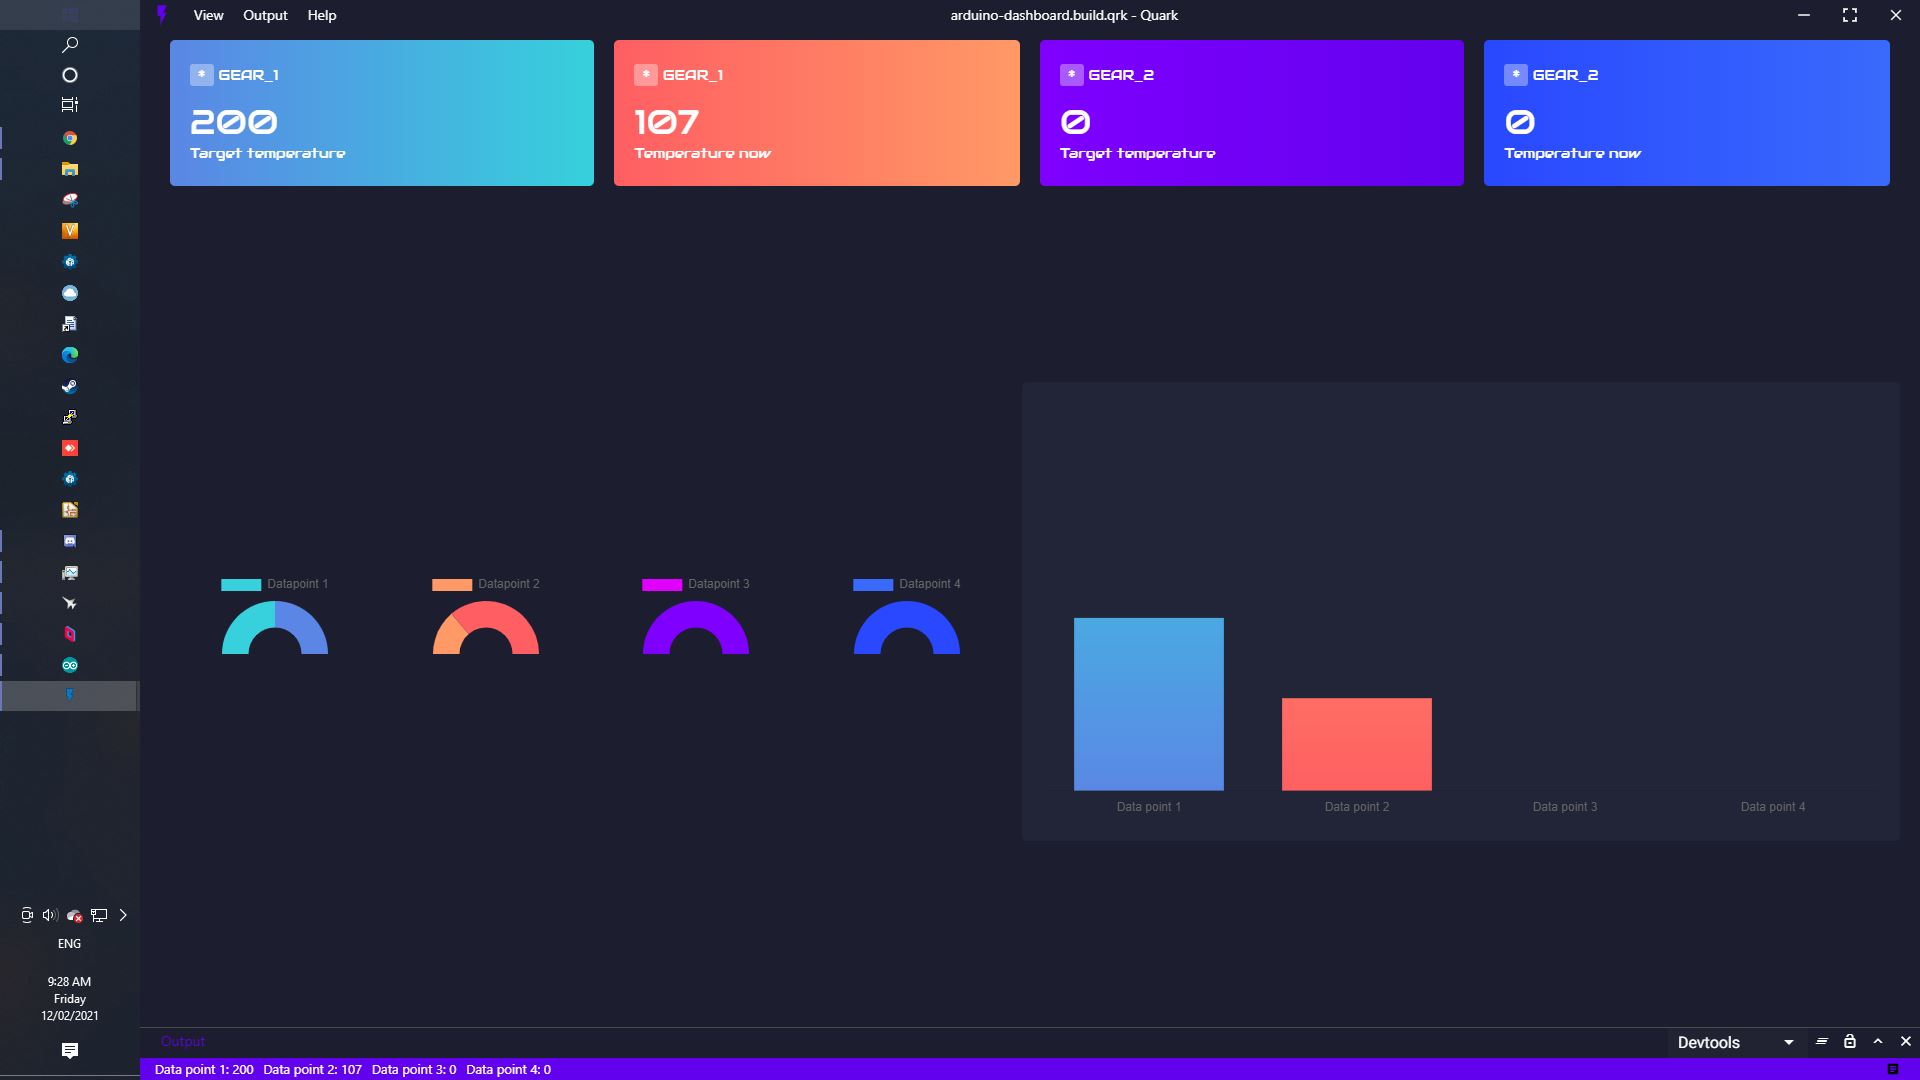 View Output Help
arduino-dashboard.build.qrk - Quark
* GEAR_1
200
Target temperature
* GEAR_1
107
Temperature now
* GEAR_2
0
Target temperature
* GEAR_2
0
Temperature now
Datapoint 1
Datapoint 2
Datapoint 3
Datapoint 4
Data point 1
Data point 2
Data point 3
Data point 4
ENG
9:28 AM
Friday
12/02/2021
Output
Devtools
Data point 1: 200 Data point 2: 107 Data point 3: 0 Data point 4: 0